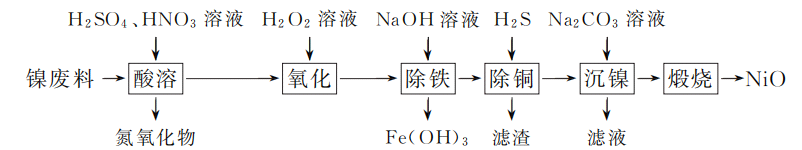 H₂SO₄、HNO₃ 溶液 H₂O₂ 溶液 NaOH 溶液 H₂S Na₂CO₃ 溶液
镍废料 酸溶 氧化 除铁 除铜 沉镍 煅烧 NiO
氮氧化物 Fe(OH)₃ 滤渣 滤液